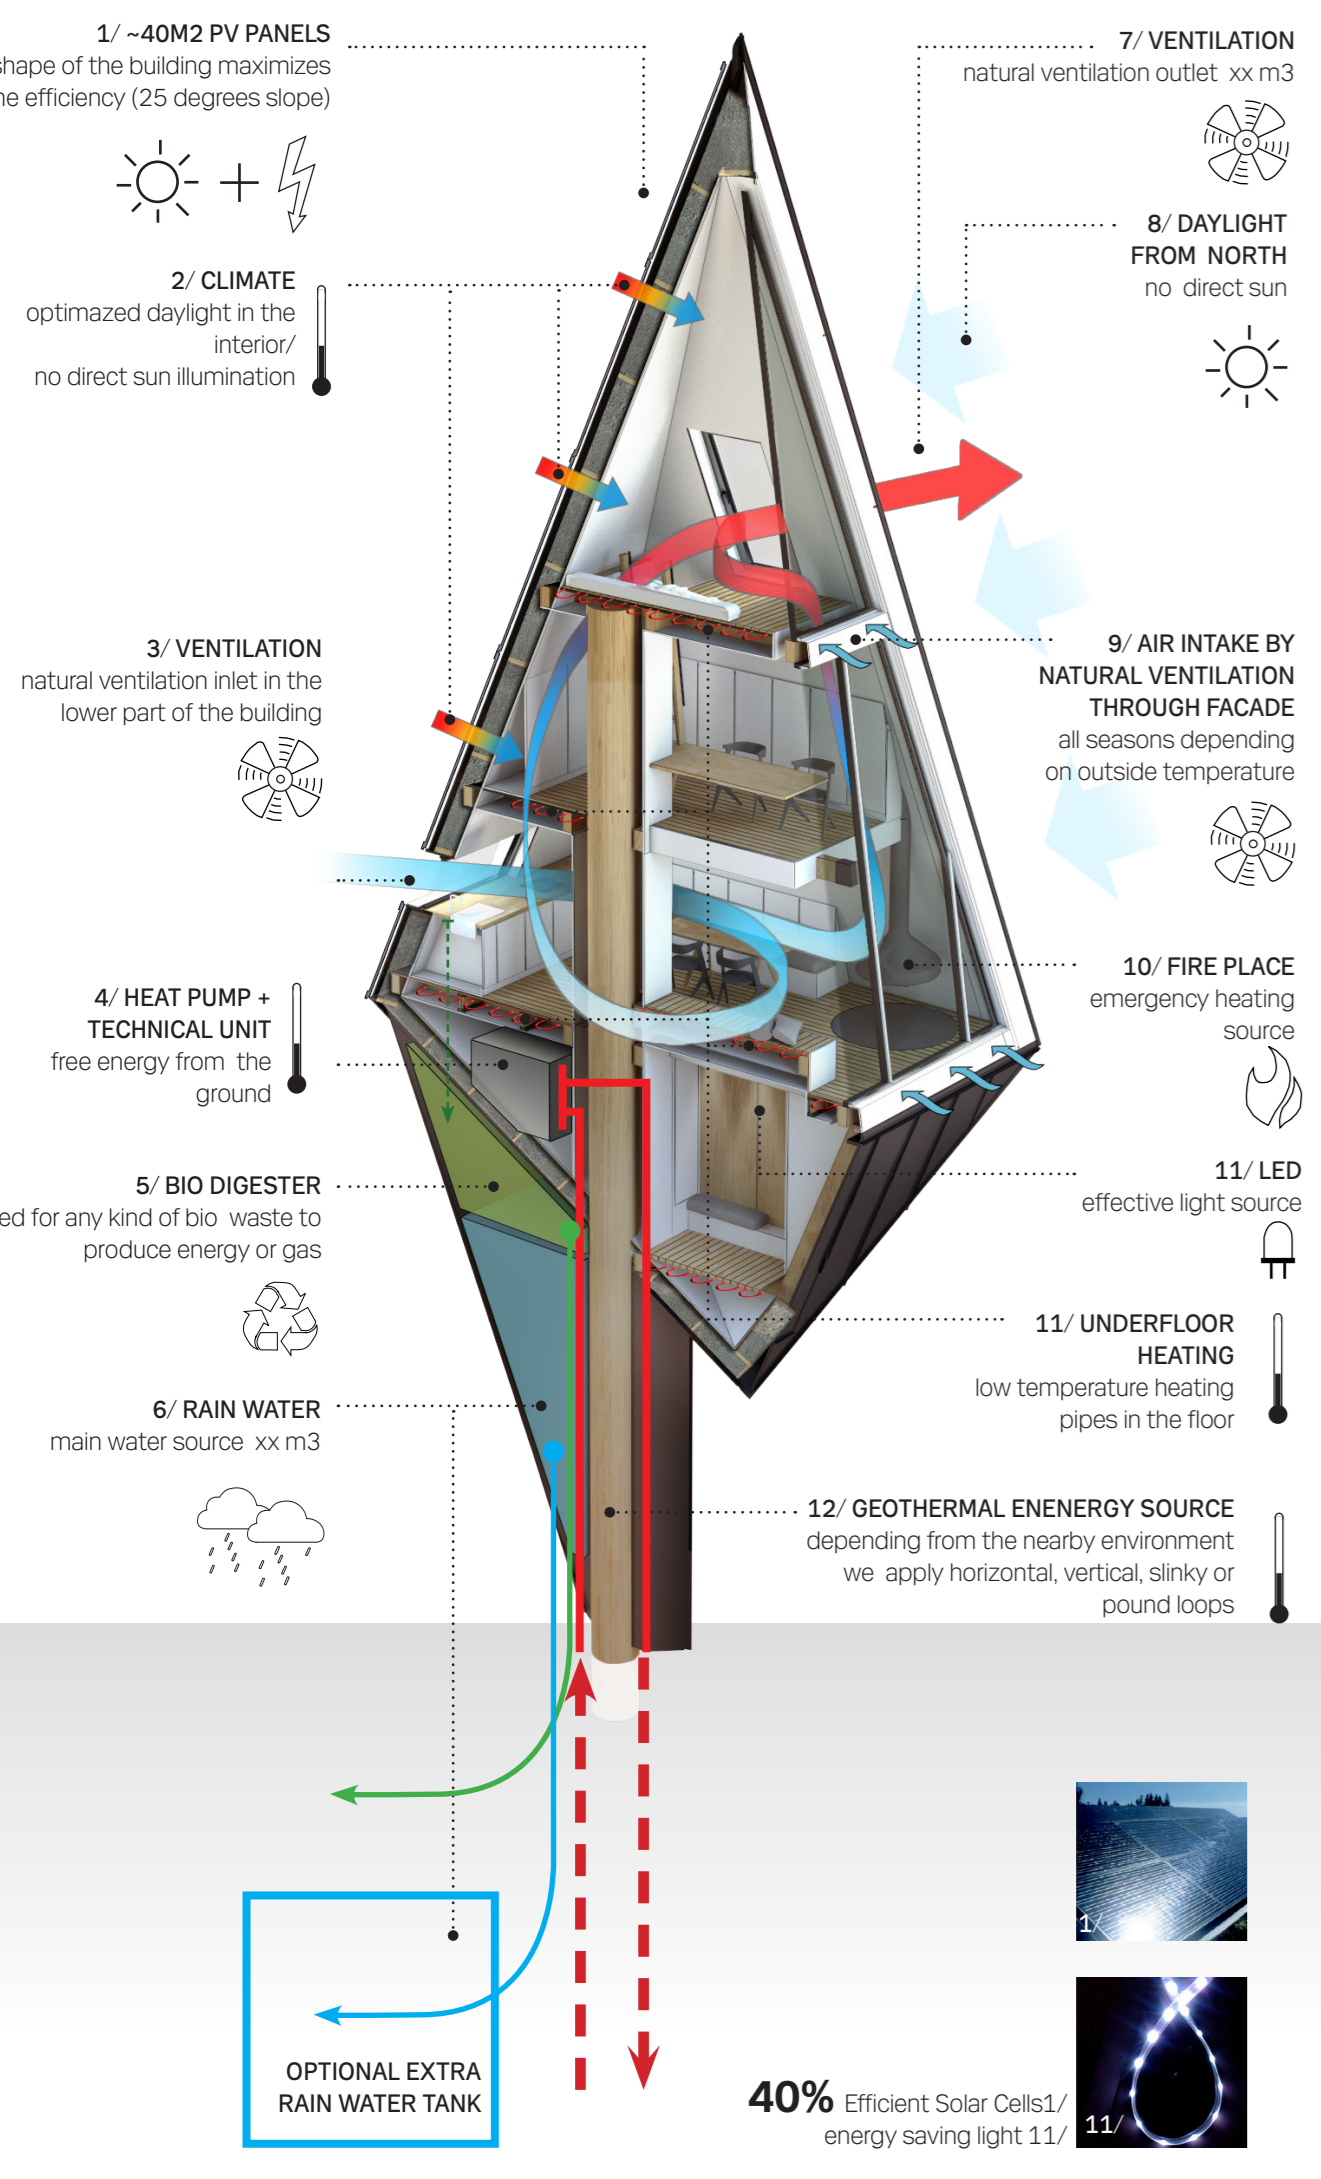 1/ ~40M2 PV PANELS
shape of the building maximizes
efficiency (25 degrees slope)
2/ CLIMATE
optimazed daylight in the
interior/
no direct sun illumination
3/ VENTILATION
natural ventilation inlet in the
lower part of the building
4/ HEAT PUMP +
TECHNICAL UNIT
free energy from the
ground
5/ BIO DIGESTER
for any kind of bio waste to
produce energy or gas
6/ RAIN WATER
main water source xx m3
OPTIONAL EXTRA
RAIN WATER TANK
7/ VENTILATION
natural ventilation outlet xx m3
8/ DAYLIGHT
FROM NORTH
no direct sun
9/ AIR INTAKE BY
NATURAL VENTILATION
THROUGH FACADE
all seasons depending
on outside temperature
10/ FIRE PLACE
emergency heating
source
11/ LED
effective light source
11/ UNDERFLOOR
HEATING
low temperature heating
pipes in the floor
12/ GEOTHERMAL ENENERGY SOURCE
depending from the nearby environment
we apply horizontal, vertical, slinky or
pound loops
1/
40% Efficient Solar Cells1/
energy saving light 11/
11/